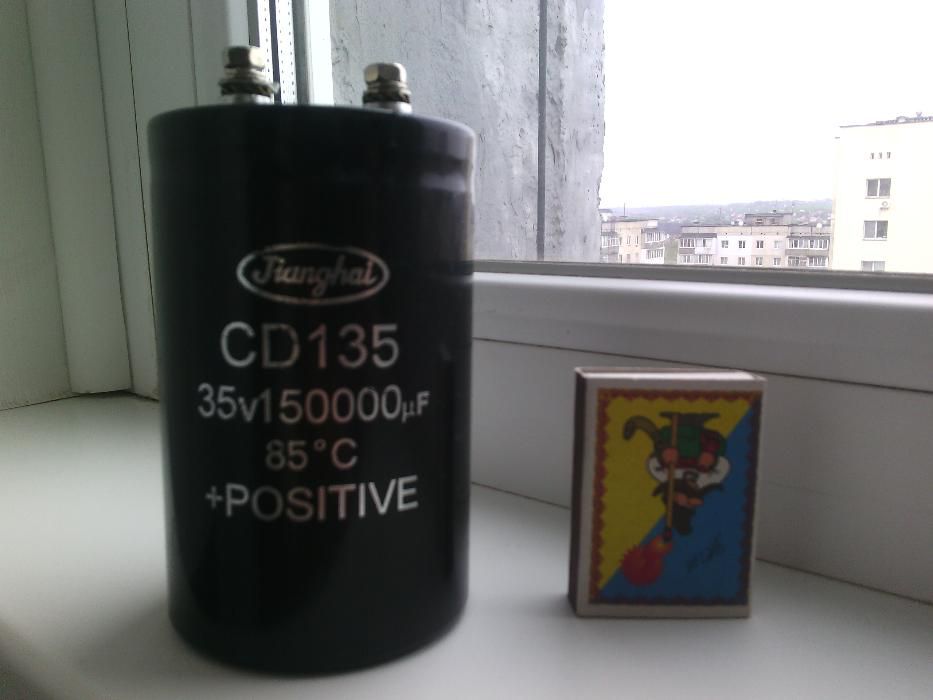 Jianghai
CD135
35v150000µF
85°C
+POSITIVE